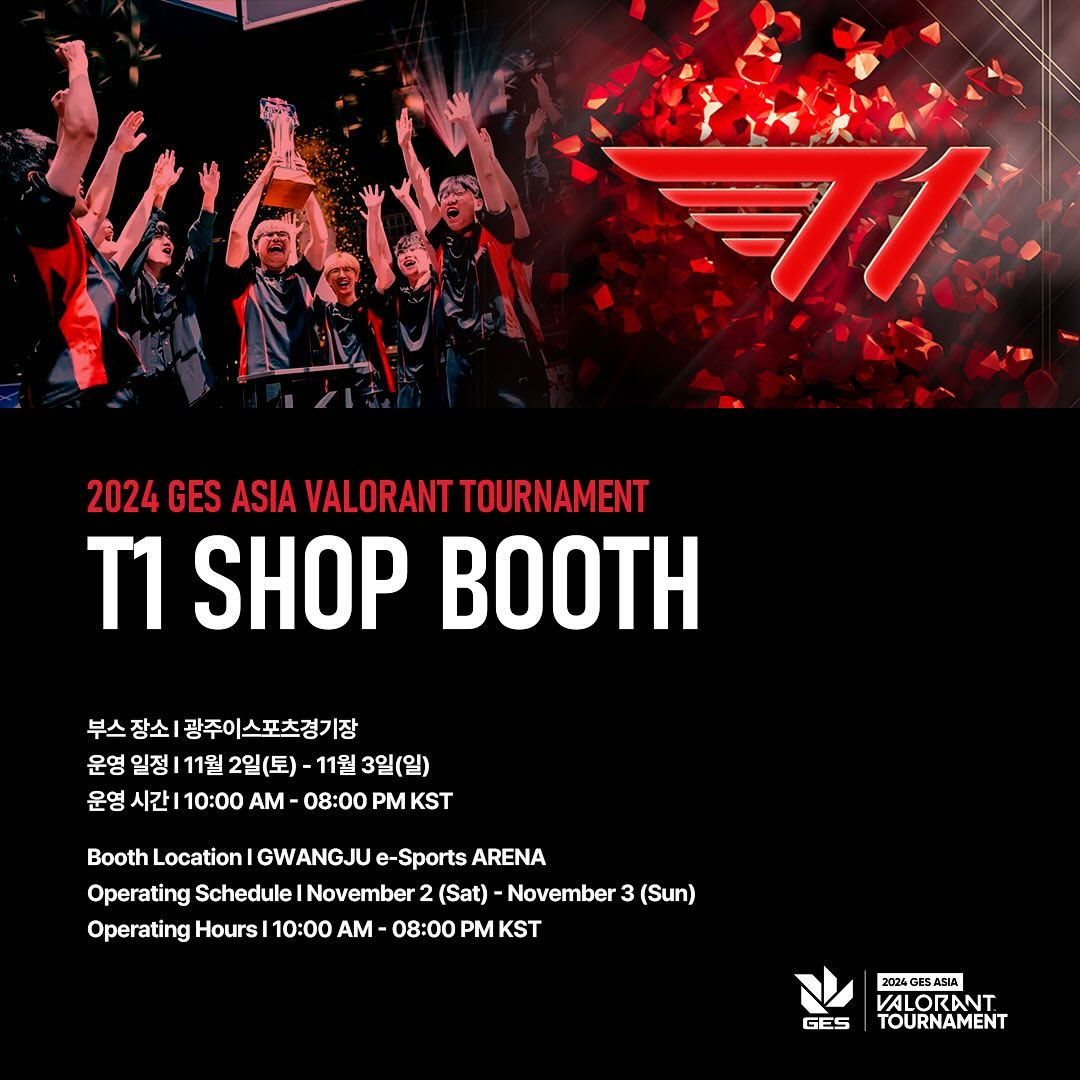 T1
2024 GES ASIA VALORANT TOURNAMENT
T1 SHOP BOOTH
부스 장소 I 광주이스포츠경기장
운영 일정 I 11월 2일(토) - 11월 3일(일)
운영 시간 I 10:00 AM - 08:00 PM KST
Booth Location I GWANGJU e-Sports ARENA
Operating Schedule I November 2 (Sat) - November 3 (Sun)
Operating Hours I 10:00 AM - 08:00 PM KST
GES
2024 GES ASIA
VALORANT
TOURNAMENT